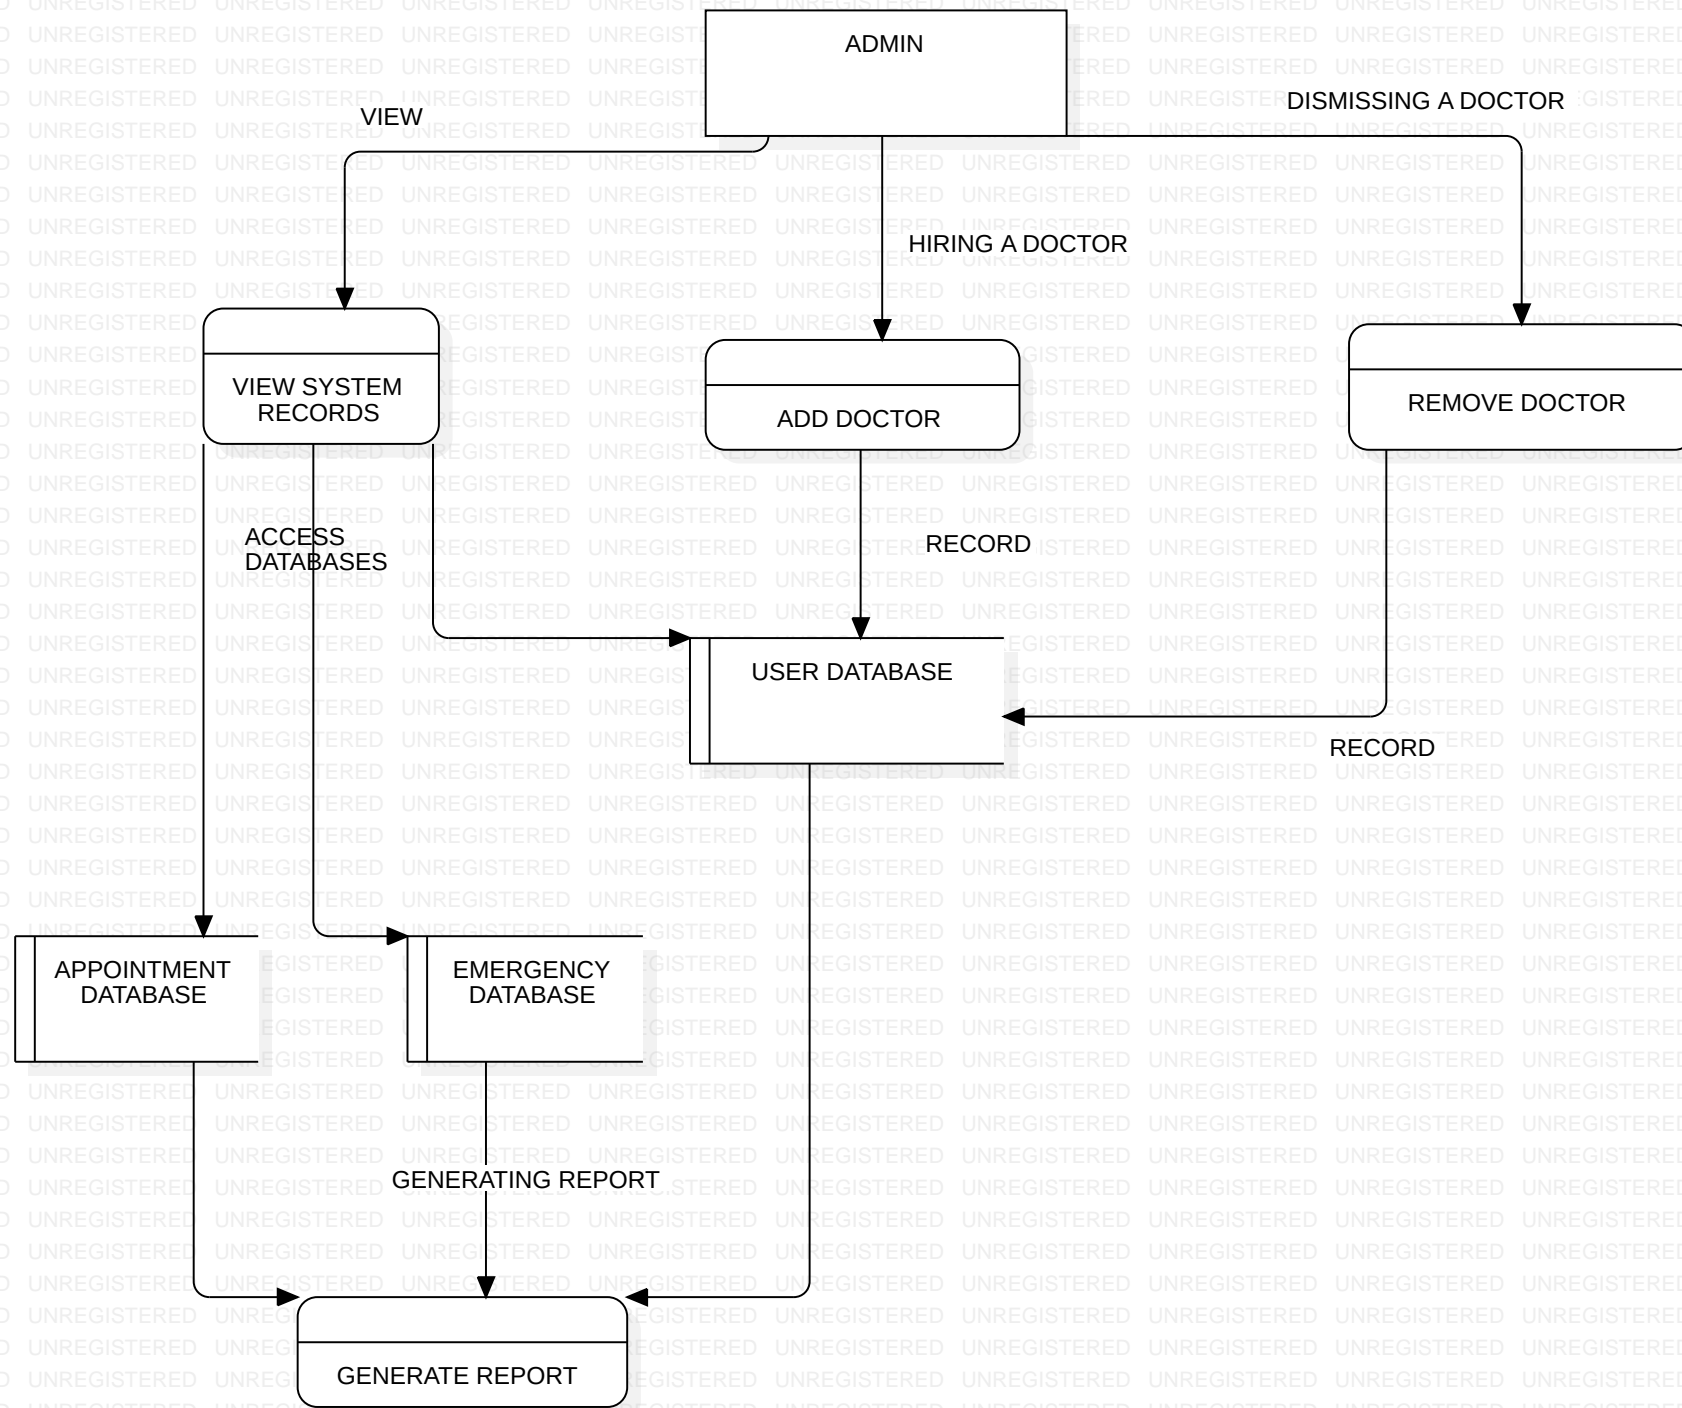 ADMIN
DISMISSING A DOCTOR
VIEW
HIRING A DOCTOR
VIEW SYSTEM
RECORDS
ADD DOCTOR
REMOVE DOCTOR
ACCESS
DATABASES
RECORD
USER DATABASE
RECORD
APPOINTMENT
DATABASE
EMERGENCY
DATABASE
GENERATING REPORT
GENERATE REPORT
UNREGISTERED